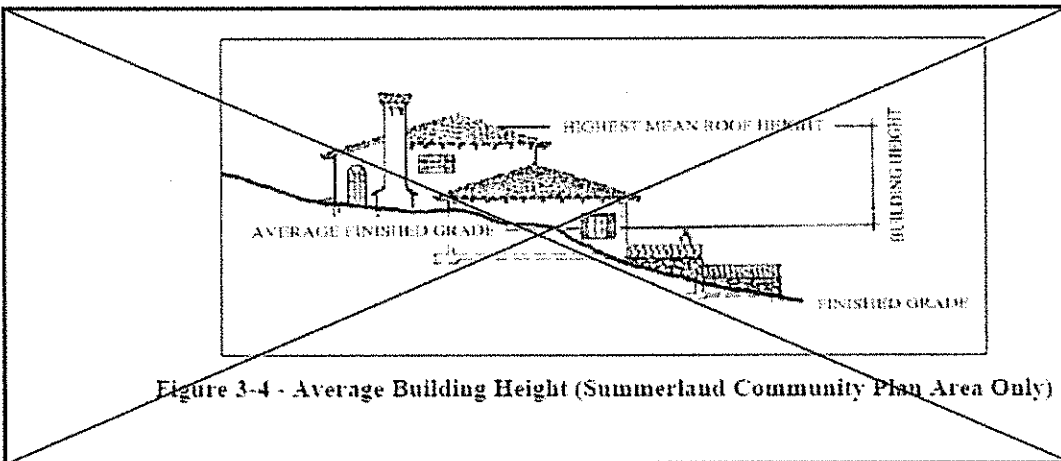 HIGHEST MEAN ROOF HEIGHT
BUILDING HEIGHT
AVERAGE FINISHED GRADE
FINISHED GRADE
Figure 3-4 - Average Building Height (Summerland Community Plan Area Only)